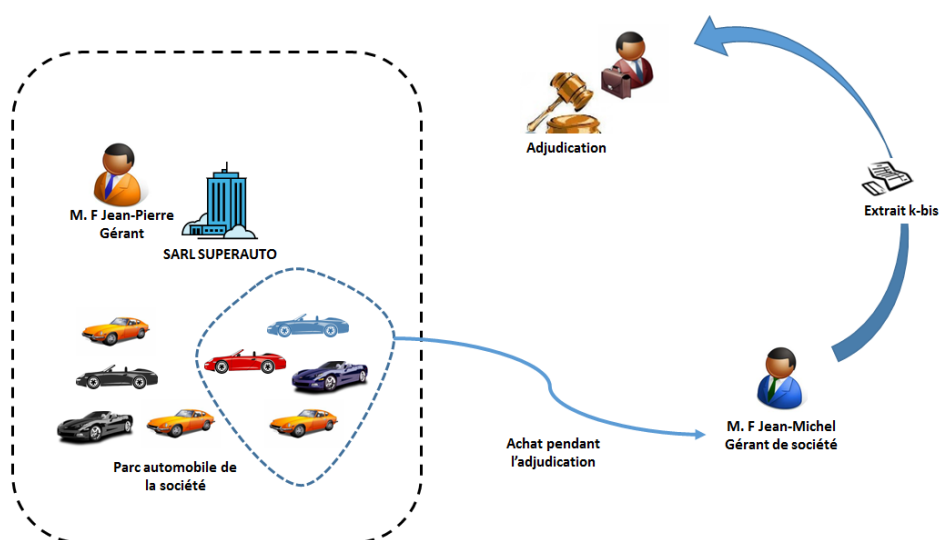 Adjudication
M. F Jean-Pierre
Gérant
SARL SUPERAUTO
Extrait k-bis
M. F Jean-Michel
Gérant de société
Achat pendant
l'adjudication
Parc automobile de
la société